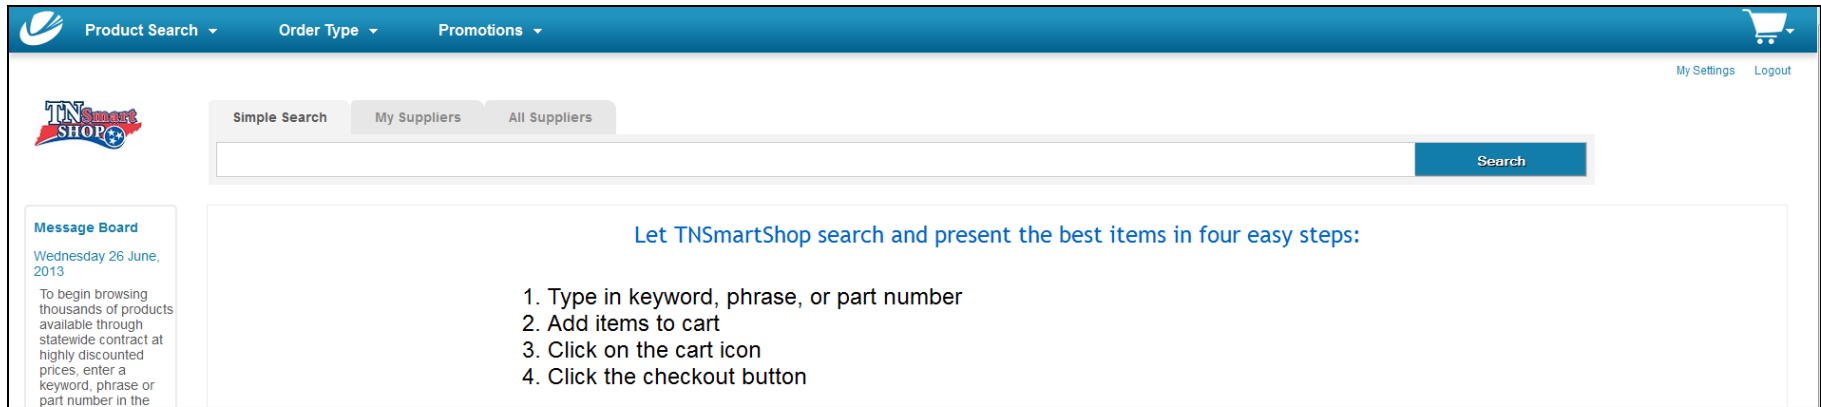 Product Search
Order Type
Promotions
My Settings Logout
TNSmart
SHOP
Simple Search
My Suppliers
All Suppliers
Search
Message Board
Wednesday 26 June,
2013
To begin browsing
thousands of products
available through
statewide contract at
highly discounted
prices, enter a
keyword, phrase or
part number in the
Let TNSmartShop search and present the best items in four easy steps:
1. Type in keyword, phrase, or part number
2. Add items to cart
3. Click on the cart icon
4. Click the checkout button